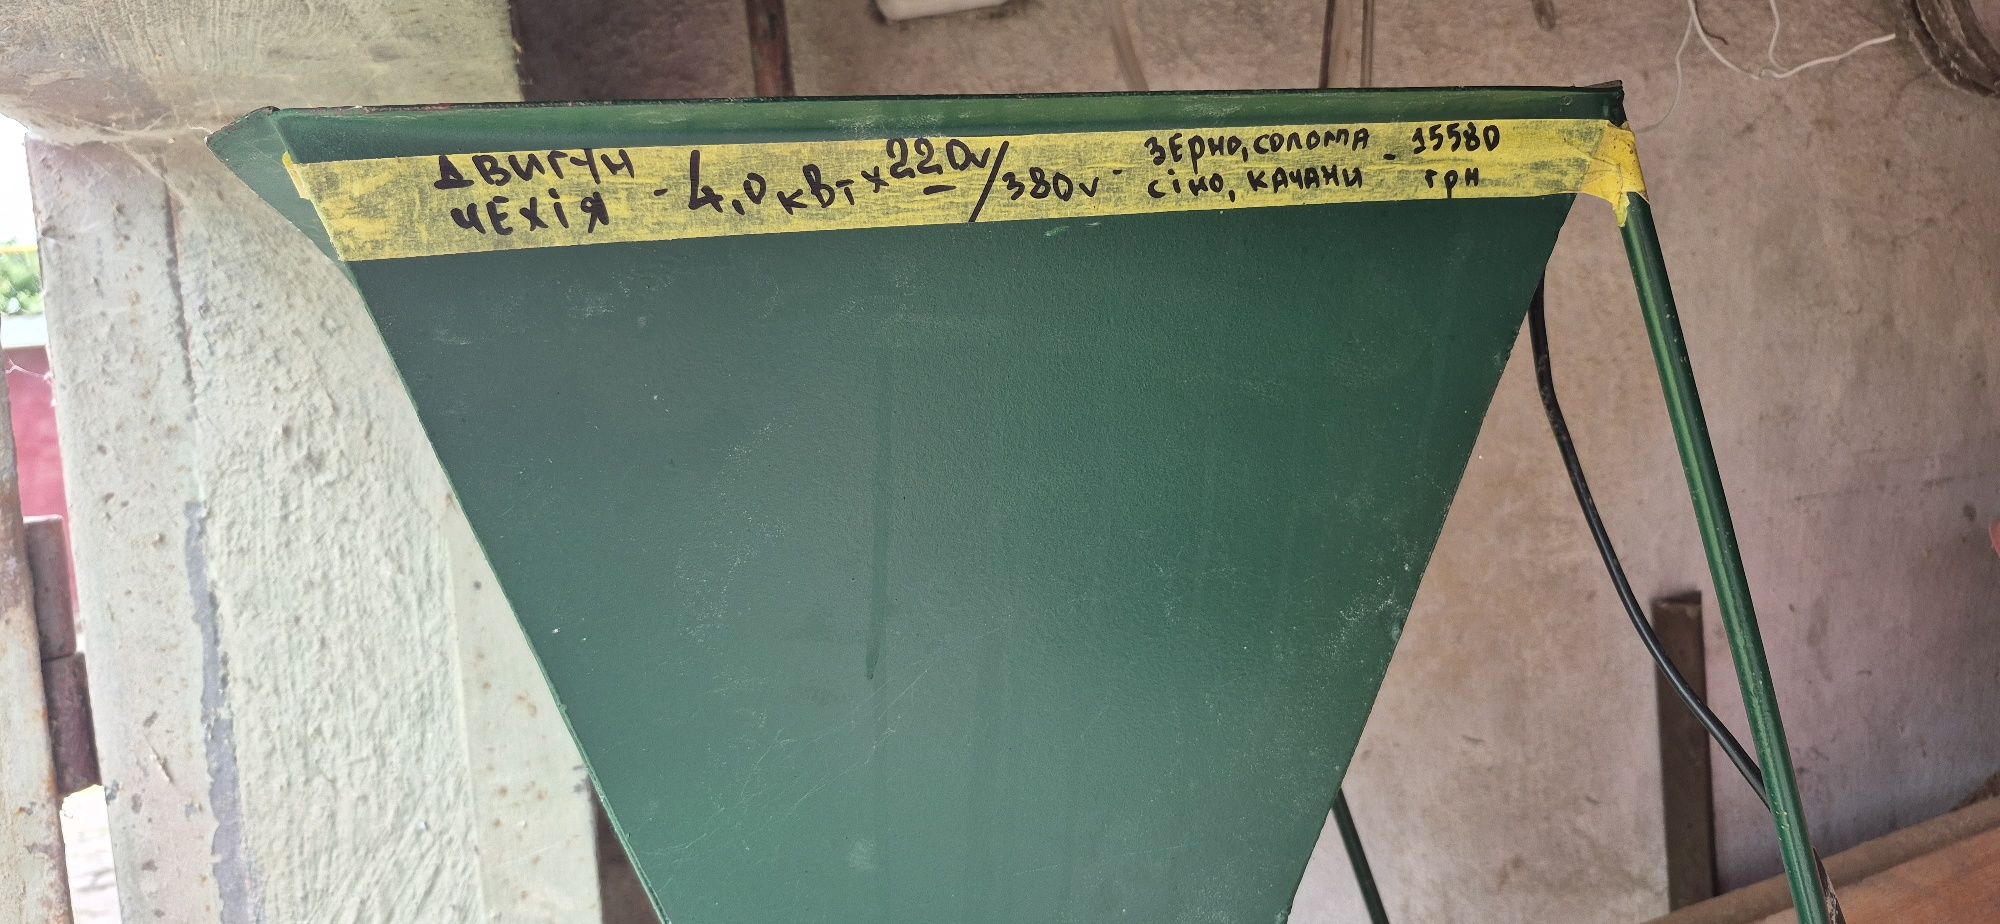 ДВИГУН
ЧЕХІЯ - 4,0 кВт x 220v/380v -
ЗЕРНО, СОЛОМА
СІНО, КАЧАНИ - 15580
грн